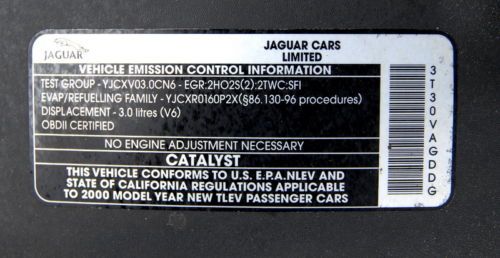 JAGUAR
JAGUAR CARS
LIMITED
VEHICLE EMISSION CONTROL INFORMATION
TEST GROUP - YJCXV03.0CN6 - EGR:2HO2S(2):2TWC:SFI
EVAP/REFUELLING FAMILY - YJCXR0160P2X(§86.130-96 procedures)
DISPLACEMENT - 3.0 litres (V6)
OBDII CERTIFIED
NO ENGINE ADJUSTMENT NECESSARY
CATALYST
THIS VEHICLE CONFORMS TO U.S. E.P.A.NLEV AND
STATE OF CALIFORNIA REGULATIONS APPLICABLE
TO 2000 MODEL YEAR NEW TLEV PASSENGER CARS
3T30VAGDDG